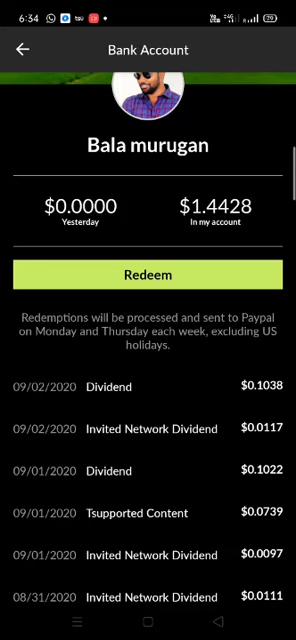 6:34
Bank Account
Bala murugan
$0.0000 $1.4428
Yesterday In my account
Redeem
Redemptions will be processed and sent to Paypal
on Monday and Thursday each week, excluding US
holidays.
09/02/2020 Dividend $0.1038
09/02/2020 Invited Network Dividend $0.0117
09/01/2020 Dividend $0.1022
09/01/2020 Tsupported Content $0.0739
09/01/2020 Invited Network Dividend $0.0097
08/31/2020 Invited Network Dividend $0.0111